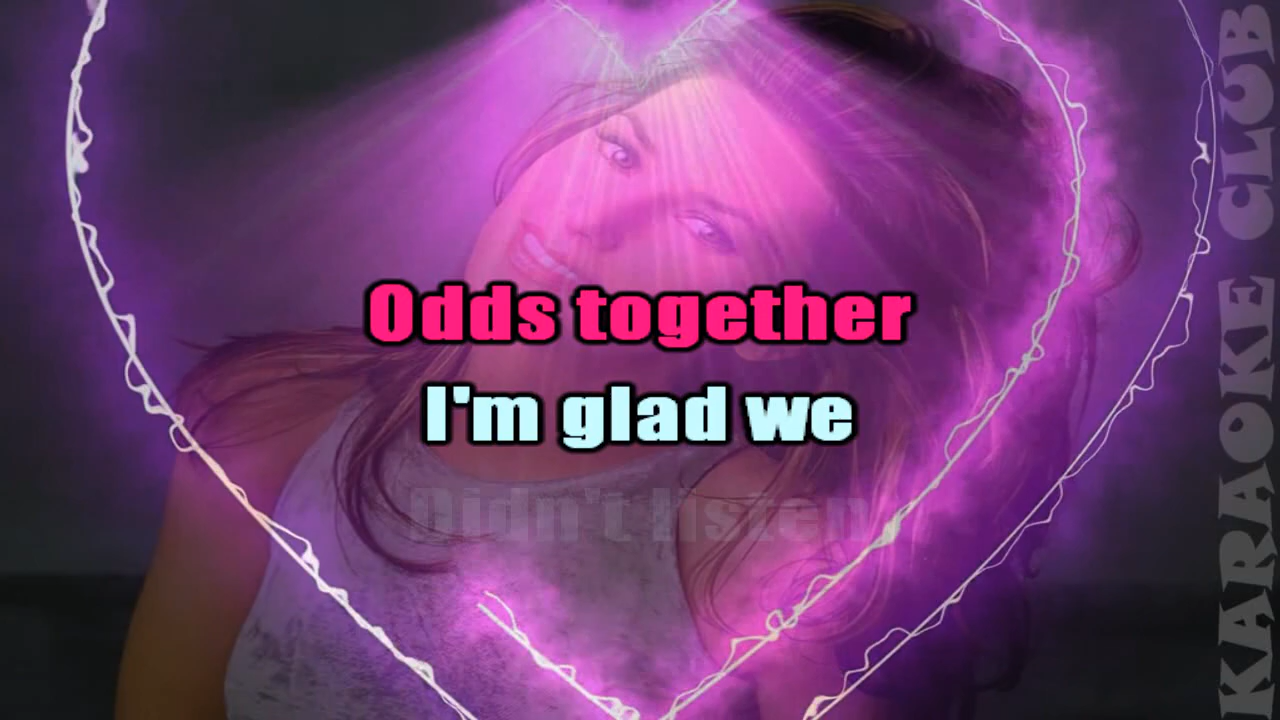 Odds together
I'm glad we
Didn't listen
KARAOKE CLUB